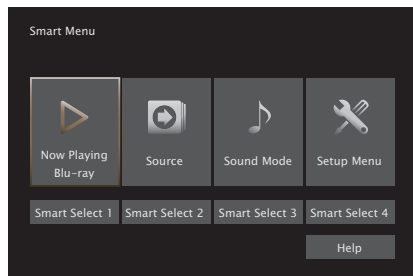 Smart Menu
Now Playing
Blu-ray
Source
Sound Mode
Setup Menu
Smart Select 1
Smart Select 2
Smart Select 3
Smart Select 4
Help